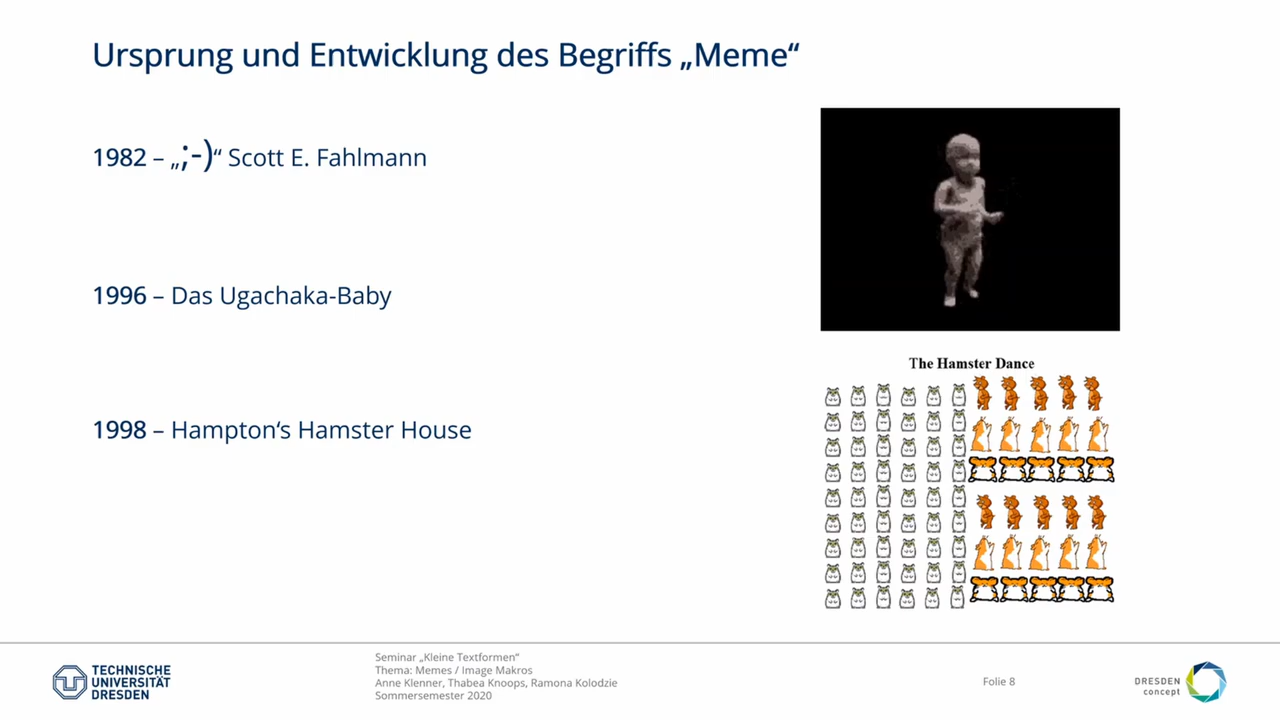 Ursprung und Entwicklung des Begriffs „Meme“
1982 – „;-)“ Scott E. Fahlmann
1996 – Das Ugachaka-Baby
1998 – Hampton‘s Hamster House
The Hamster Dance
TECHNISCHE
UNIVERSITÄT
DRESDEN
Seminar „Kleine Textformen“
Thema: Memes / Image Makros
Anne Klenner, Thabea Knoops, Ramona Kolodzie
Sommersemester 2020
Folie 8
DRESDEN
concept